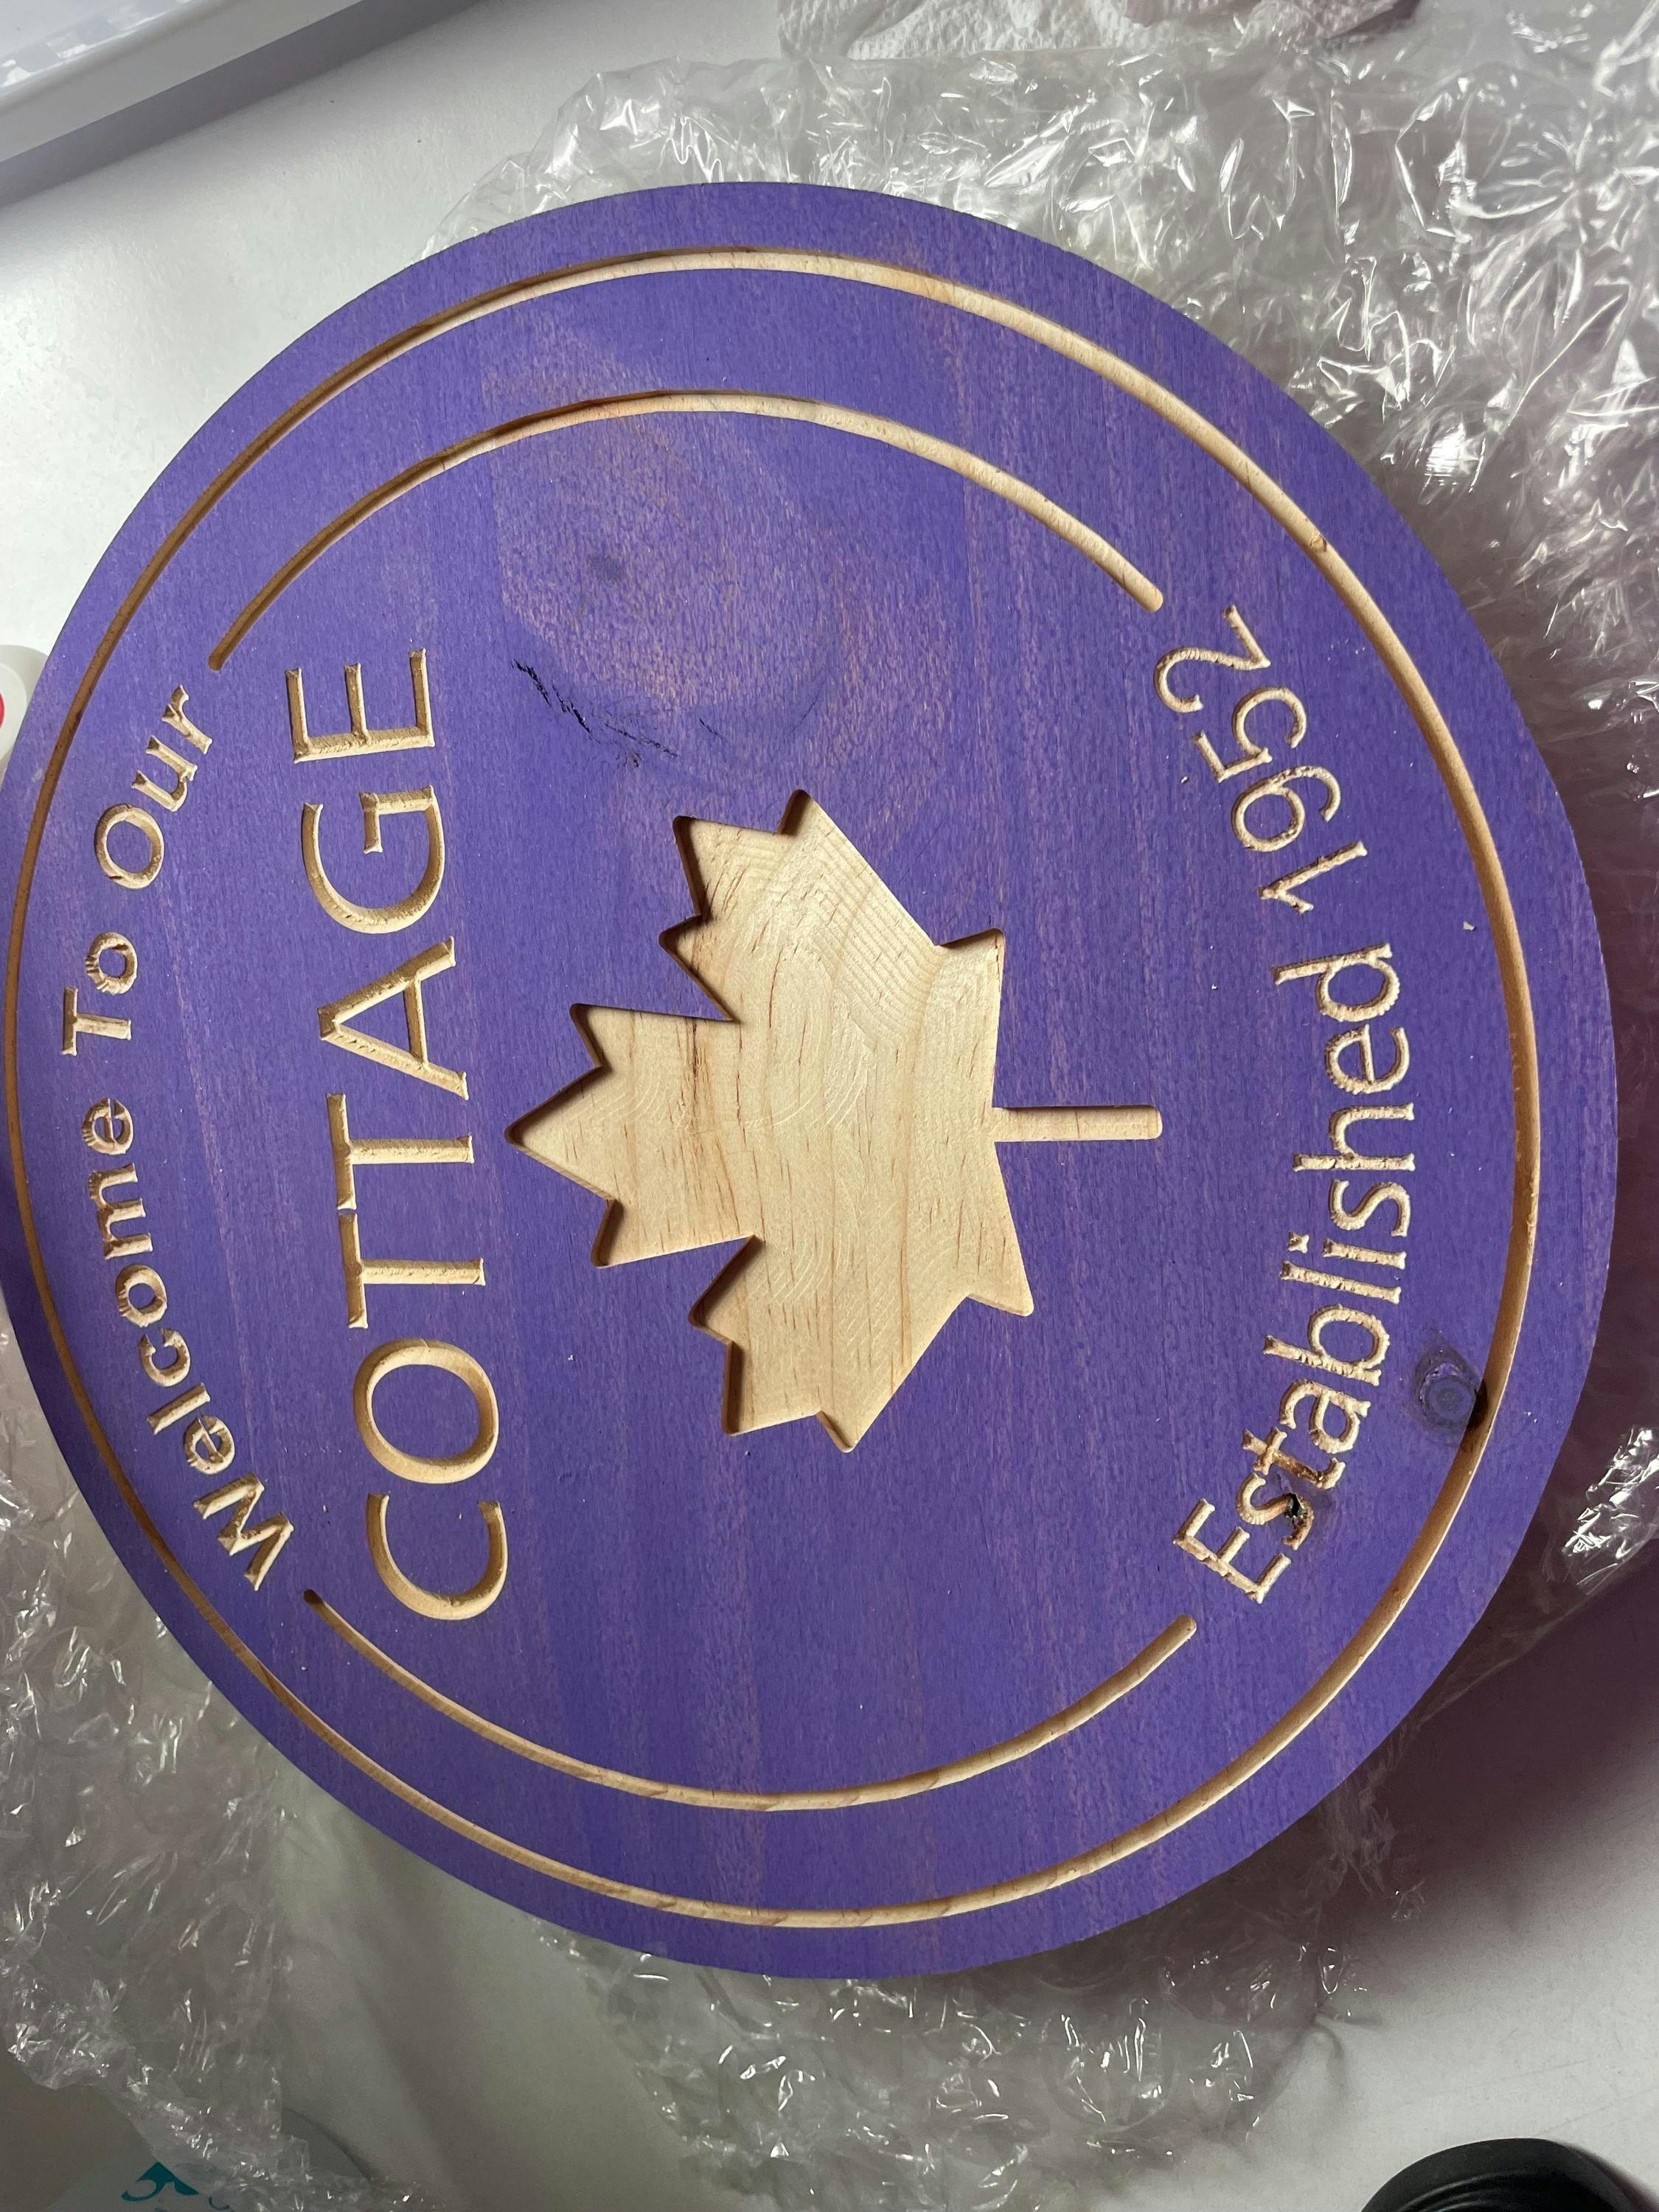 Welcome To Our
COTTAGE
Established 1952